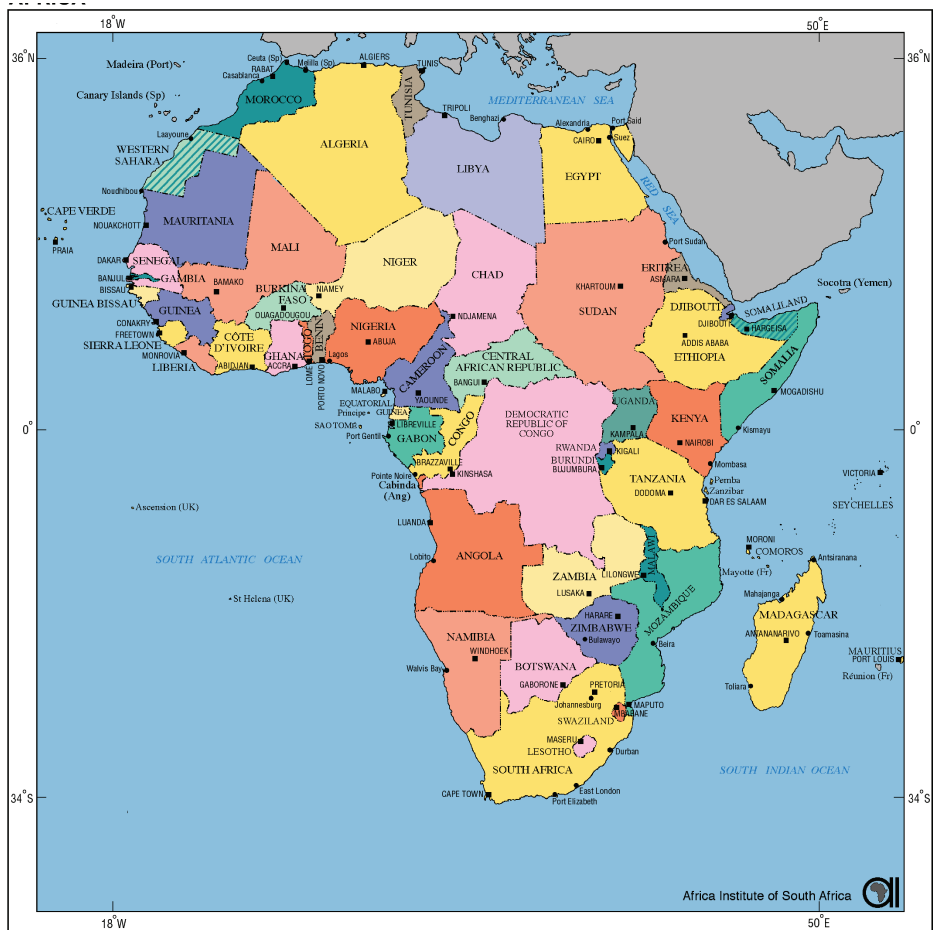 AFRICA
18°W
50°E
36°N
36°N
Madeira (Port)
Ceuta (Sp)
Melilla (Sp)
ALGIERS
TUNIS
RABAT
Casablanca
Canary Islands (Sp)
MOROCCO
TUNISIA
MEDITERRANEAN SEA
TRIPOLI
Benghazi
Alexandria
Port Said
Suez
CAIRO
Laayoune
WESTERN
SAHARA
ALGERIA
LIBYA
EGYPT
RED SEA
Noudhibou
CAPE VERDE
PRAIA
NOUAKCHOTT
MAURITANIA
MALI
NIGER
CHAD
Port Sudan
DAKAR
SENEGAL
ERITREA
ASMARA
BANJUL
GAMBIA
BISSAU
BAMAKO
BURKINA
FASO
NIAMEY
KHARTOUM
SUDAN
Socotra (Yemen)
GUINEA BISSAU
GUINEA
OUAGADOUGOU
NDJAMENA
DJIBOUTI
DJIBOUTI
SOMALILAND
HARGEISA
CONAKRY
FREETOWN
SIERRA LEONE
MONROVIA
LIBERIA
CÔTE
D'IVOIRE
ABIDJAN
GHANA
ACCRA
TOGO
LOME
BENIN
PORTO NOVO
Lagos
NIGERIA
ABUJA
CAMEROON
YAOUNDE
CENTRAL
AFRICAN REPUBLIC
BANGUI
ADDIS ABABA
ETHIOPIA
SOMALIA
MOGADISHU
MALABO
EQUATORIAL
GUINEA
Principe
SAO TOME
LIBREVILLE
Port Gentil
GABON
CONGO
DEMOCRATIC
REPUBLIC OF
CONGO
UGANDA
KAMPALA
KENYA
NAIROBI
Kismayu
0°
0°
RWANDA
KIGALI
BURUNDI
BUJUMBURA
BRAZZAVILLE
KINSHASA
Pointe Noire
Cabinda
(Ang)
TANZANIA
DODOMA
Mombasa
Pemba
Zanzibar
DAR ES SALAAM
VICTORIA
SEYCHELLES
Ascension (UK)
LUANDA
Lobito
ANGOLA
SOUTH ATLANTIC OCEAN
St Helena (UK)
ZAMBIA
LUSAKA
LILONGWE
MALAWI
MORONI
COMOROS
Mayotte (Fr)
Antsiranana
Mahajanga
MADAGASCAR
ANTANANARIVO
Toamasina
Toliara
MAURITIUS
PORT LOUIS
Réunion (Fr)
MOZAMBIQUE
HARARE
ZIMBABWE
Bulawayo
Beira
NAMIBIA
WINDHOEK
Walvis Bay
BOTSWANA
GABORONE
PRETORIA
Johannesburg
MAPUTO
MBABANE
SWAZILAND
MASERU
LESOTHO
Durban
SOUTH AFRICA
CAPE TOWN
East London
Port Elizabeth
SOUTH INDIAN OCEAN
34°S
34°S
Africa Institute of South Africa
ai
18°W
50°E